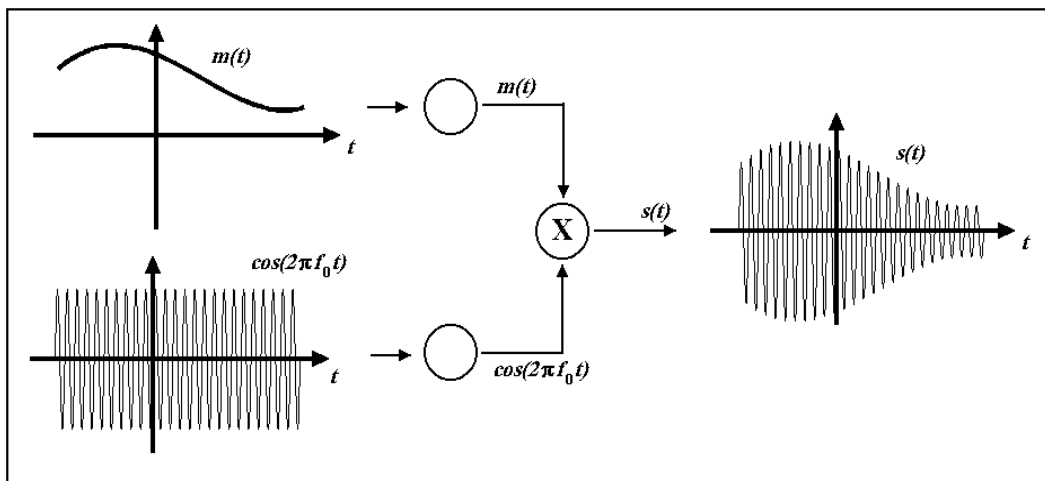 m(t)
t
m(t)
X
s(t)
s(t)
t
cos(2πf₀t)
t
cos(2πf₀t)